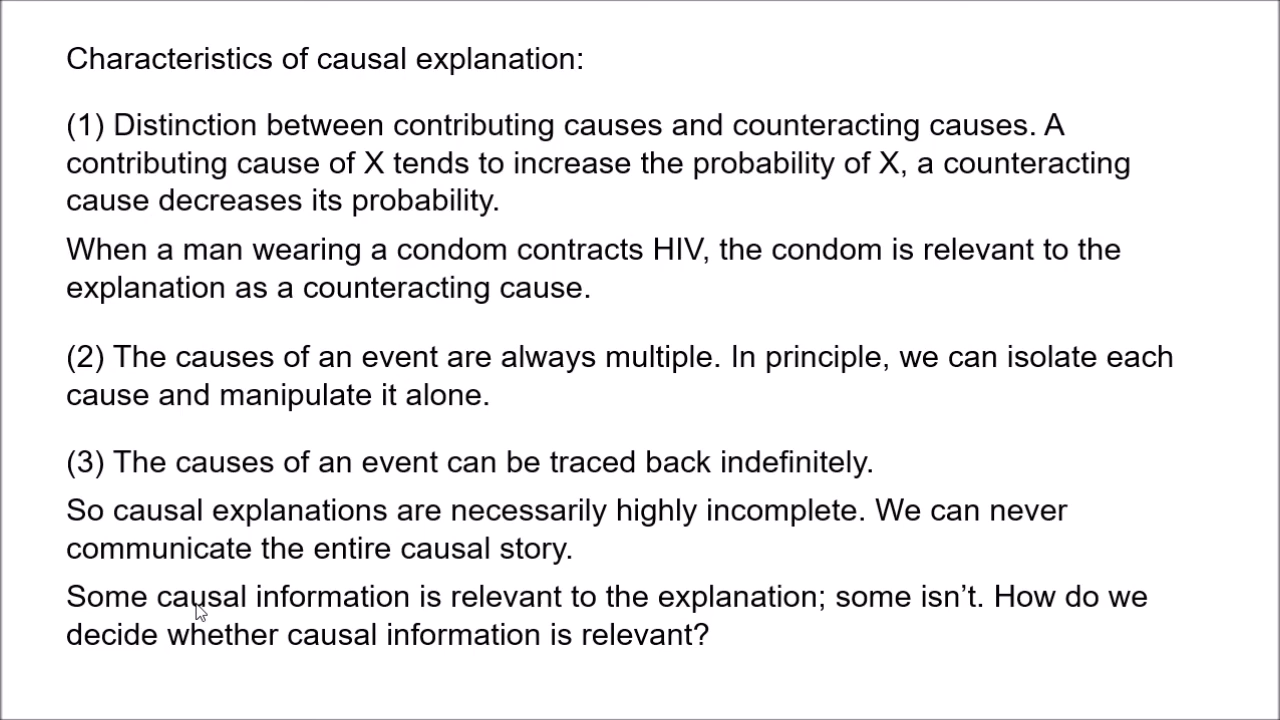 Characteristics of causal explanation:
(1) Distinction between contributing causes and counteracting causes. A
contributing cause of X tends to increase the probability of X, a counteracting
cause decreases its probability.
When a man wearing a condom contracts HIV, the condom is relevant to the
explanation as a counteracting cause.
(2) The causes of an event are always multiple. In principle, we can isolate each
cause and manipulate it alone.
(3) The causes of an event can be traced back indefinitely.
So causal explanations are necessarily highly incomplete. We can never
communicate the entire causal story.
Some causal information is relevant to the explanation; some isn’t. How do we
decide whether causal information is relevant?